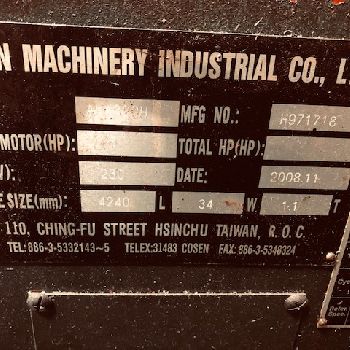 N MACHINERY INDUSTRIAL CO., L
MFG NO.: H971718
MOTOR(HP): TOTAL HP(HP):
V): 230 DATE: 2008.11
E SIZE(mm): 4240 L 34 W 1.1 T
110, CHING-FU STREET HSINCHU TAIWAN, R.O.C.
TEL:886-3-5332143~5 TELEX:31483 COSEN FAX:886-3-5348324